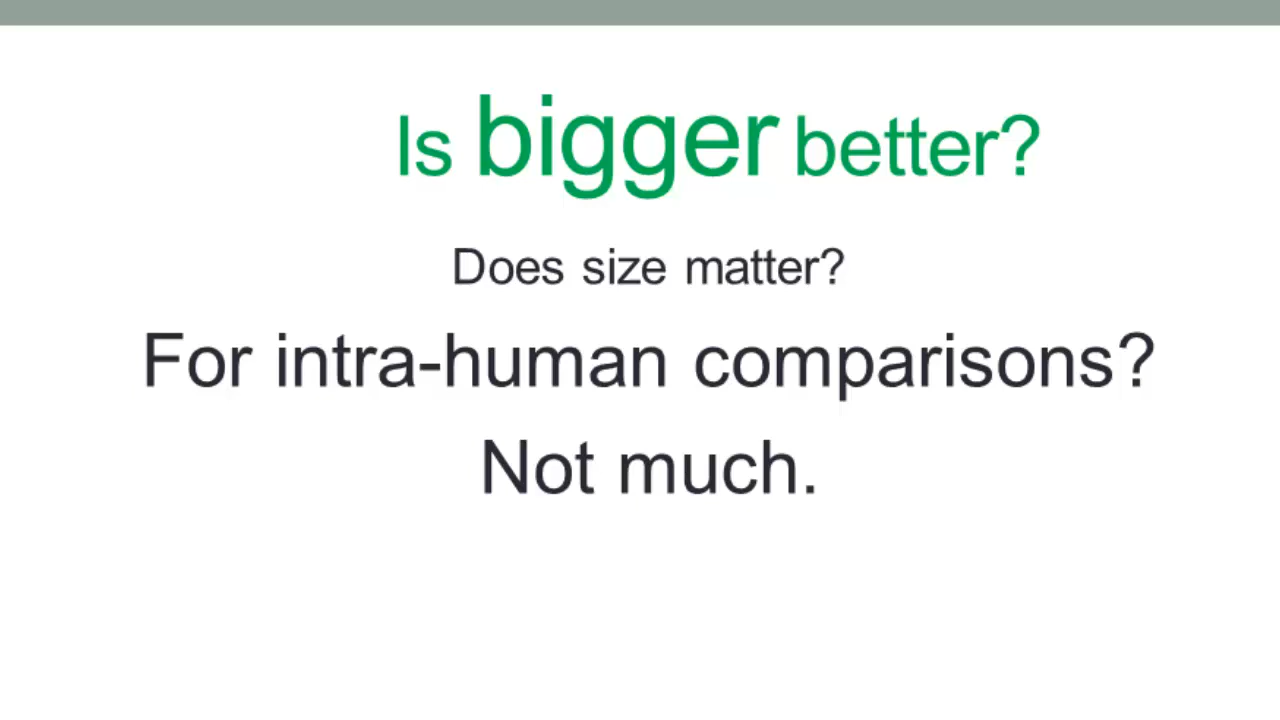 Is bigger better?
Does size matter?
For intra-human comparisons?
Not much.